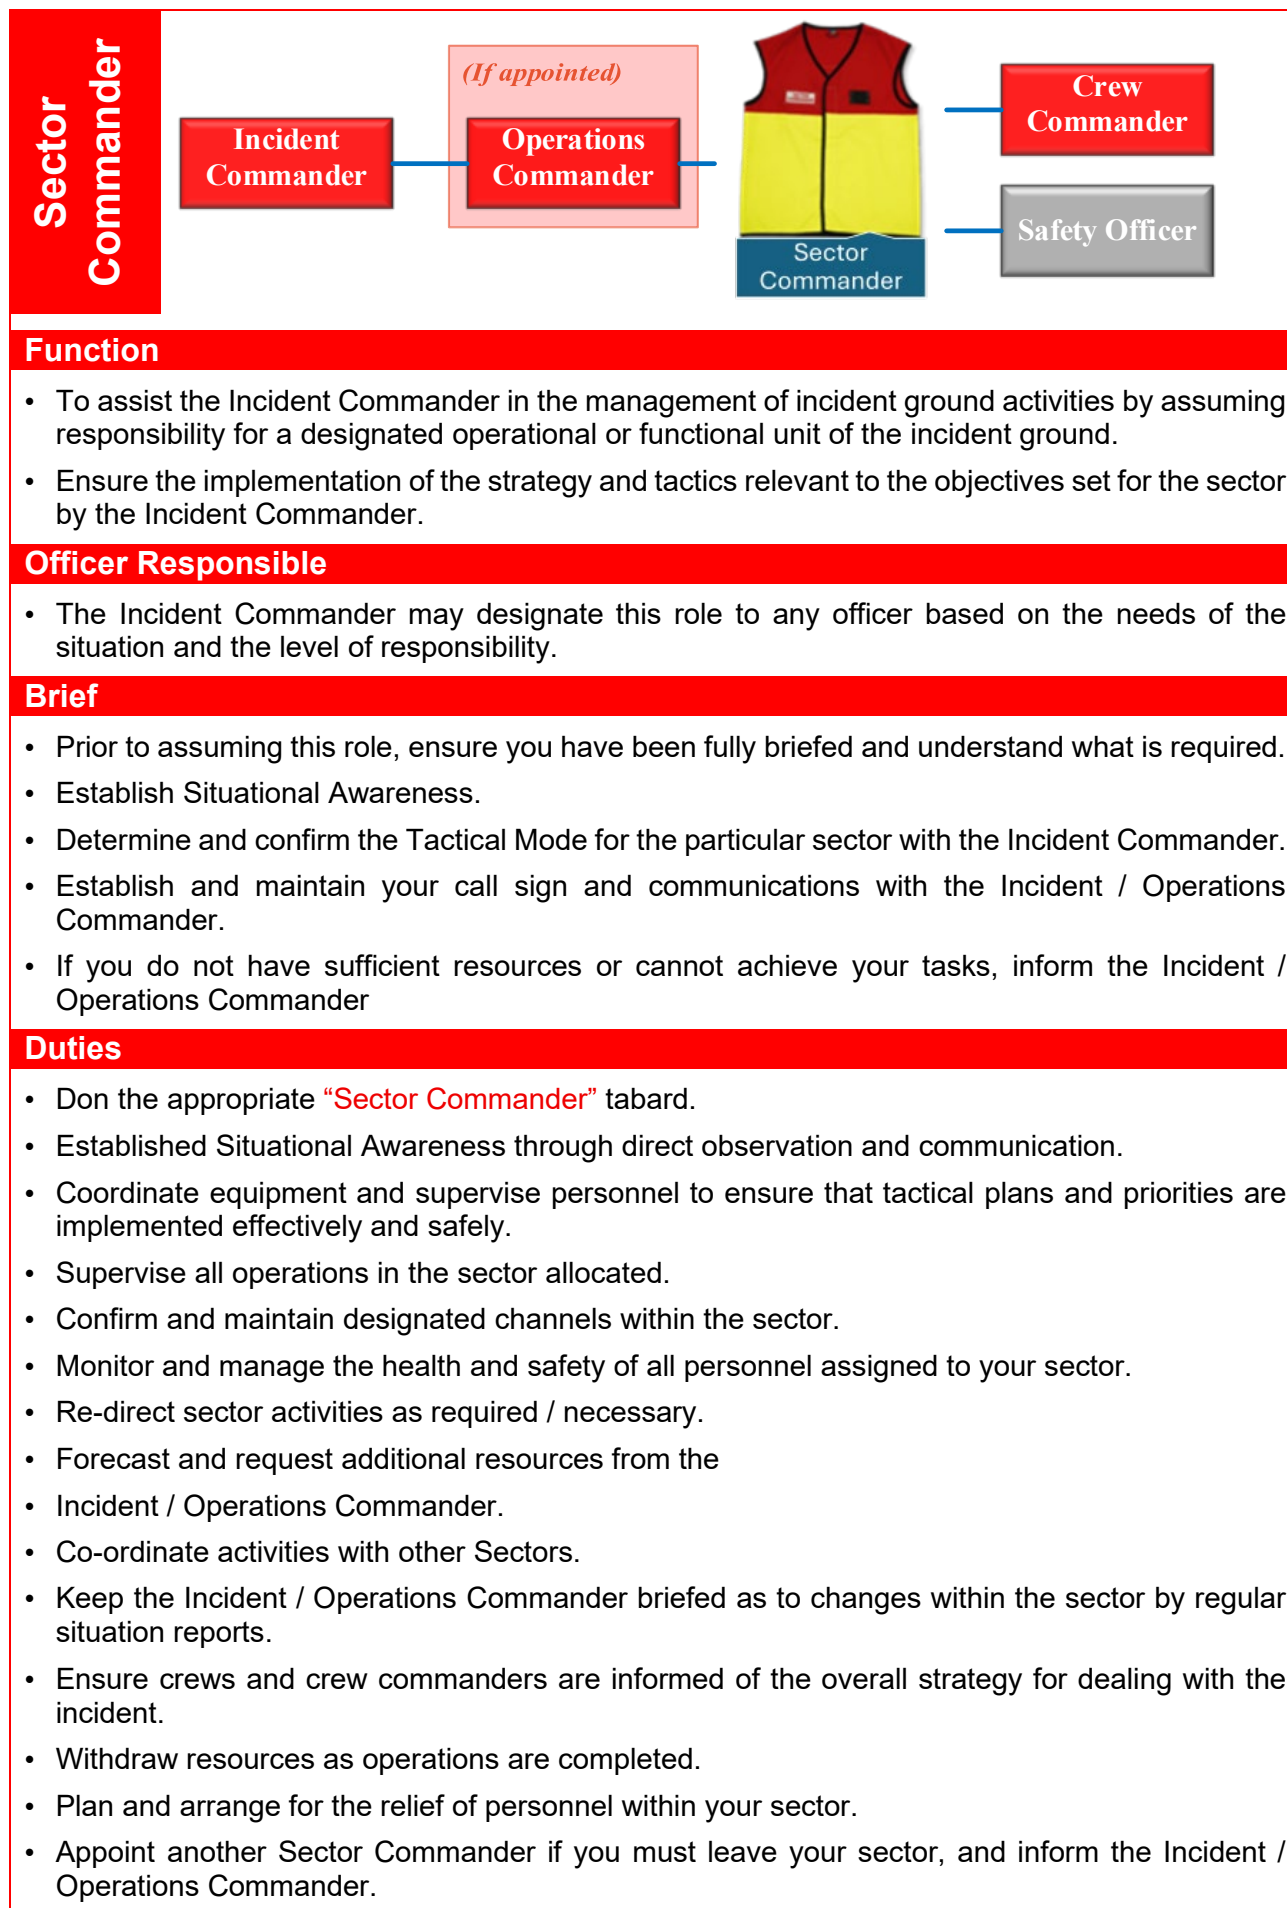 Sector
Commander
(If appointed)
Incident
Commander
Operations
Commander
Sector
Commander
Crew
Commander
Safety Officer
Function
• To assist the Incident Commander in the management of incident ground activities by assuming
responsibility for a designated operational or functional unit of the incident ground.
• Ensure the implementation of the strategy and tactics relevant to the objectives set for the sector
by the Incident Commander.
Officer Responsible
• The Incident Commander may designate this role to any officer based on the needs of the
situation and the level of responsibility.
Brief
• Prior to assuming this role, ensure you have been fully briefed and understand what is required.
• Establish Situational Awareness.
• Determine and confirm the Tactical Mode for the particular sector with the Incident Commander.
• Establish and maintain your call sign and communications with the Incident / Operations
Commander.
• If you do not have sufficient resources or cannot achieve your tasks, inform the Incident /
Operations Commander
Duties
• Don the appropriate “Sector Commander” tabard.
• Established Situational Awareness through direct observation and communication.
• Coordinate equipment and supervise personnel to ensure that tactical plans and priorities are
implemented effectively and safely.
• Supervise all operations in the sector allocated.
• Confirm and maintain designated channels within the sector.
• Monitor and manage the health and safety of all personnel assigned to your sector.
• Re-direct sector activities as required / necessary.
• Forecast and request additional resources from the
• Incident / Operations Commander.
• Co-ordinate activities with other Sectors.
• Keep the Incident / Operations Commander briefed as to changes within the sector by regular
situation reports.
• Ensure crews and crew commanders are informed of the overall strategy for dealing with the
incident.
• Withdraw resources as operations are completed.
• Plan and arrange for the relief of personnel within your sector.
• Appoint another Sector Commander if you must leave your sector, and inform the Incident /
Operations Commander.